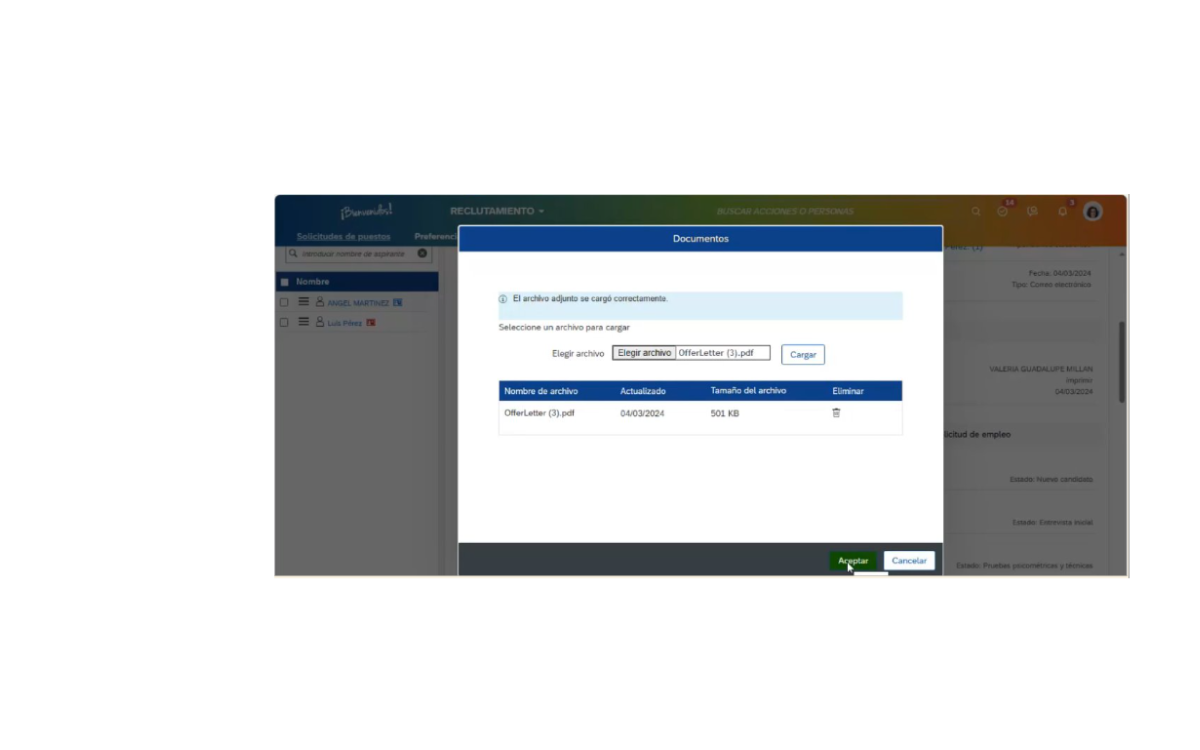 ¡Bienvenidos!
RECLUTAMIENTO
BUSCAR ACCIONES O PERSONAS
14
3
Solicitudes de puestos
Preferenci
Introducir nombre de aspirante
Nombre
ANGEL MARTINEZ
Luis Pérez
Documentos
El archivo adjunto se cargó correctamente.
Seleccione un archivo para cargar
Elegir archivo
Elegir archivo
OfferLetter (3).pdf
Cargar
Nombre de archivo
Actualizado
Tamaño del archivo
Eliminar
OfferLetter (3).pdf
04/03/2024
501 KB
Aceptar
Cancelar
Fecha: 04/03/2024
Tipo: Correo electrónico
VALERIA GUADALUPE MILLAN
Imprimir
04/03/2024
licitud de empleo
Estado: Nuevo candidato
Estado: Entrevista inicial
Estado: Pruebas psicométricas y técnicas